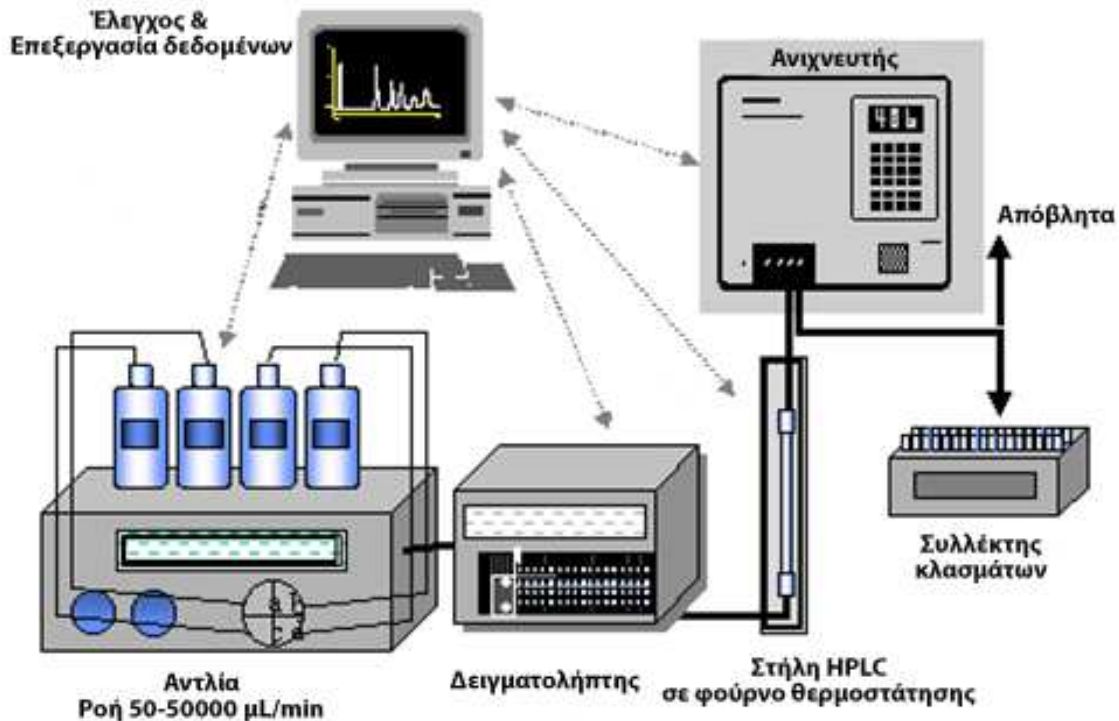 Έλεγχος &
Επεξεργασία δεδομένων
Ανιχνευτής
Απόβλητα
Συλλέκτης
κλασμάτων
Αντλία
Ροή 50-50000 μL/min
Δειγματολήπτης
Στήλη HPLC
σε φούρνο θερμοστάτησης